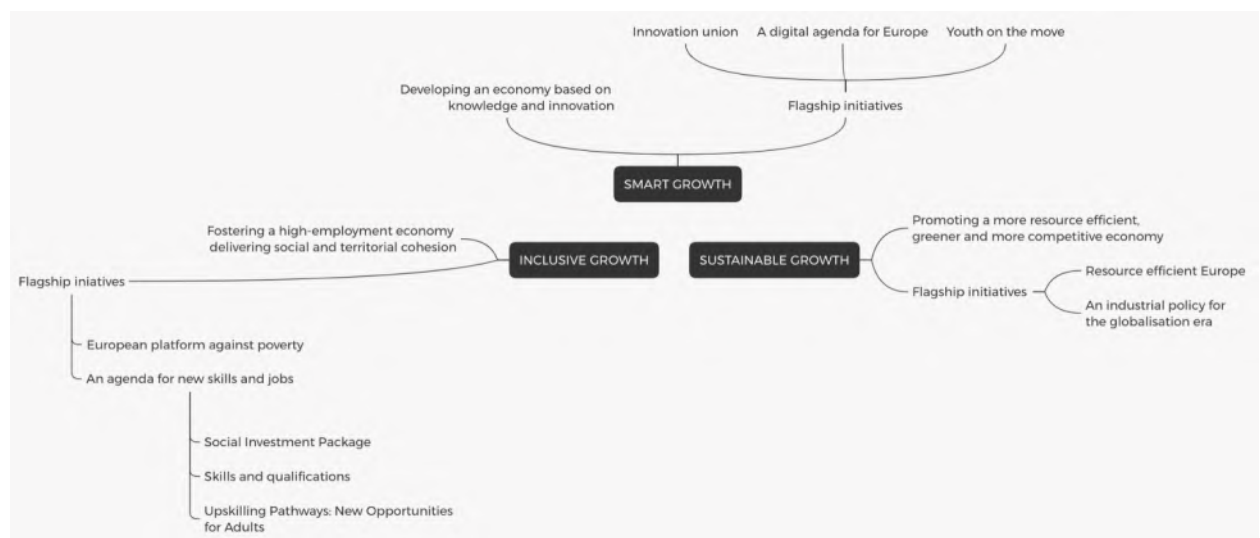 Innovation union
A digital agenda for Europe
Youth on the move
Developing an economy based on
knowledge and innovation
Flagship initiatives
SMART GROWTH
Fostering a high-employment economy
delivering social and territorial cohesion
INCLUSIVE GROWTH
Flagship iniatives
European platform against poverty
An agenda for new skills and jobs
Social Investment Package
Skills and qualifications
Upskilling Pathways: New Opportunities
for Adults
SUSTAINABLE GROWTH
Promoting a more resource efficient,
greener and more competitive economy
Flagship initiatives
Resource efficient Europe
An industrial policy for
the globalisation era